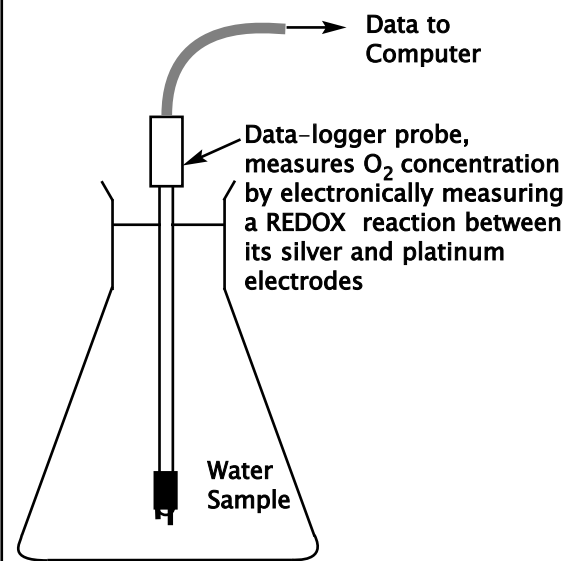 Data to
Computer
Data-logger probe,
measures O₂ concentration
by electronically measuring
a REDOX reaction between
its silver and platinum
electrodes
Water
Sample